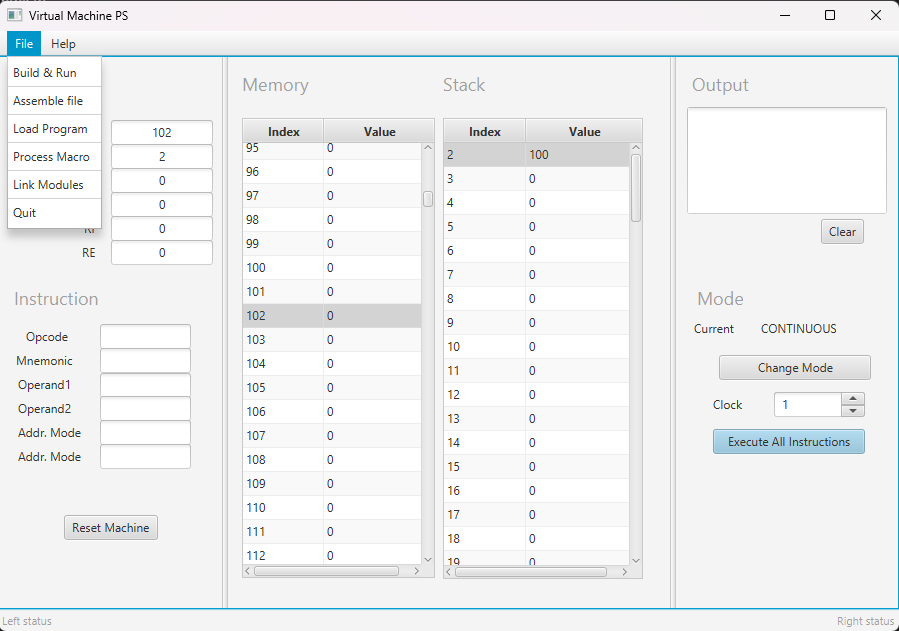 Virtual Machine PS
File Help
Build & Run
Assemble file
Load Program
Process Macro
Link Modules
Quit
102
2
0
0
0
RE 0
Instruction
Opcode
Mnemonic
Operand1
Operand2
Addr. Mode
Addr. Mode
Reset Machine
Memory
Index Value
95 0
96 0
97 0
98 0
99 0
100 0
101 0
102 0
103 0
104 0
105 0
106 0
107 0
108 0
109 0
110 0
111 0
112 0
Stack
Index Value
2 100
3 0
4 0
5 0
6 0
7 0
8 0
9 0
10 0
11 0
12 0
13 0
14 0
15 0
16 0
17 0
18 0
19 0
Output
Clear
Mode
Current CONTINUOUS
Change Mode
Clock 1
Execute All Instructions
Left status
Right status